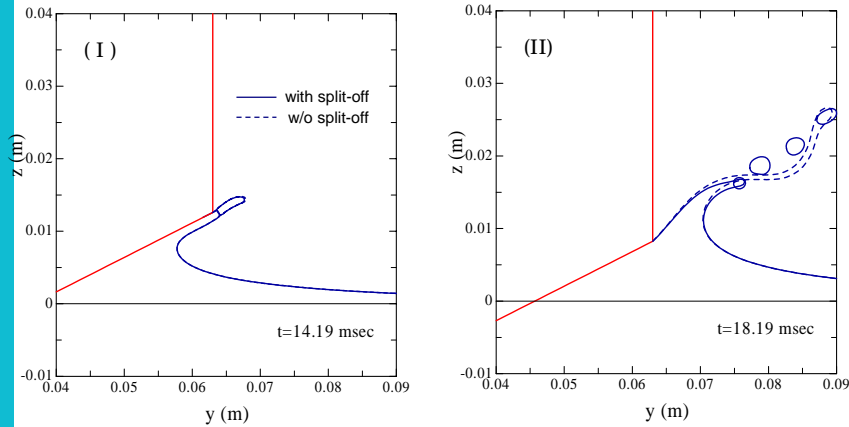 0.04
( I )
0.03
with split-off
w/o split-off
z (m)
0.02
0.01
0
t=14.19 msec
-0.01
0.04 0.05 0.06 0.07 0.08 0.09
y (m)
0.04
(II)
0.03
z (m)
0.02
0.01
0
t=18.19 msec
-0.01
0.04 0.05 0.06 0.07 0.08 0.09
y (m)